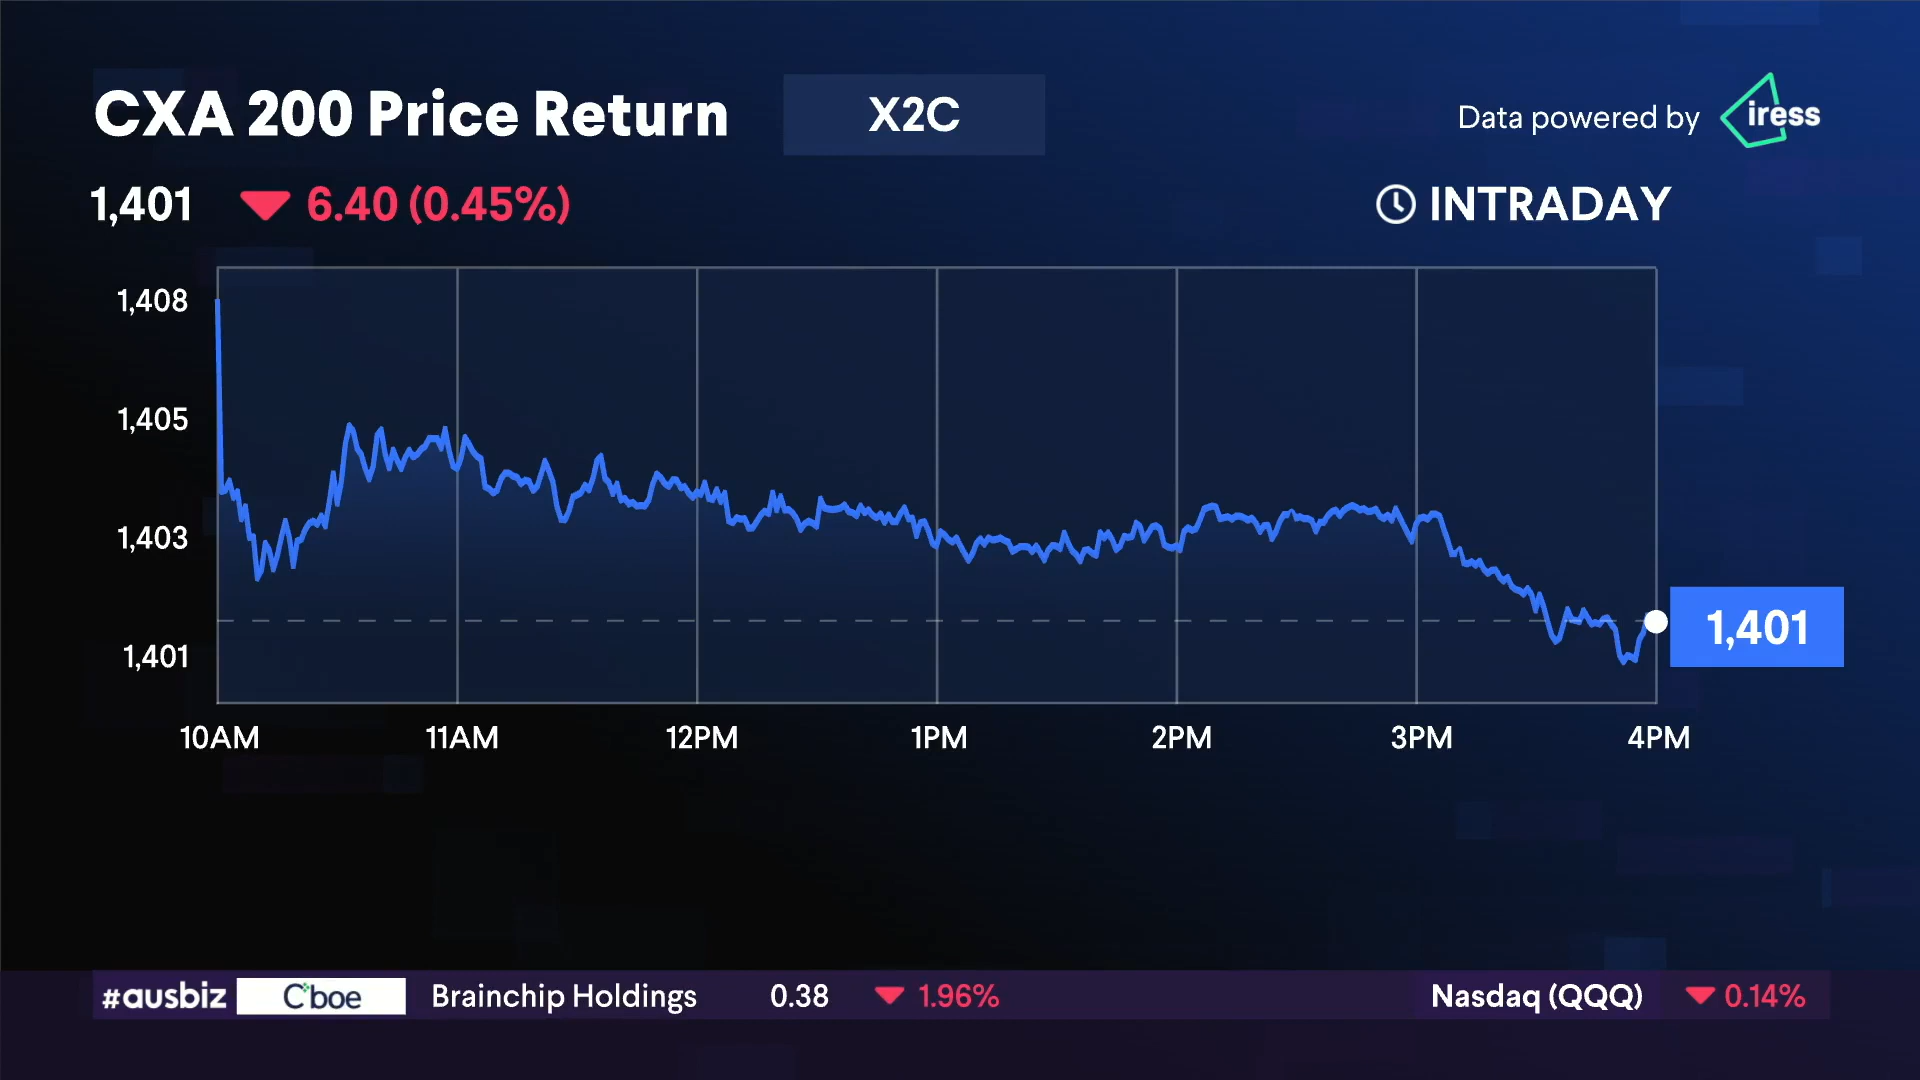 CXA 200 Price Return
X2C
Data powered by iress
1,401 6.40 (0.45%)
INTRADAY
1,408
1,405
1,403
1,401
1,401
10AM 11AM 12PM 1PM 2PM 3PM 4PM
#ausbiz Cboe Brainchip Holdings 0.38 1.96% Nasdaq (QQQ) 0.14%